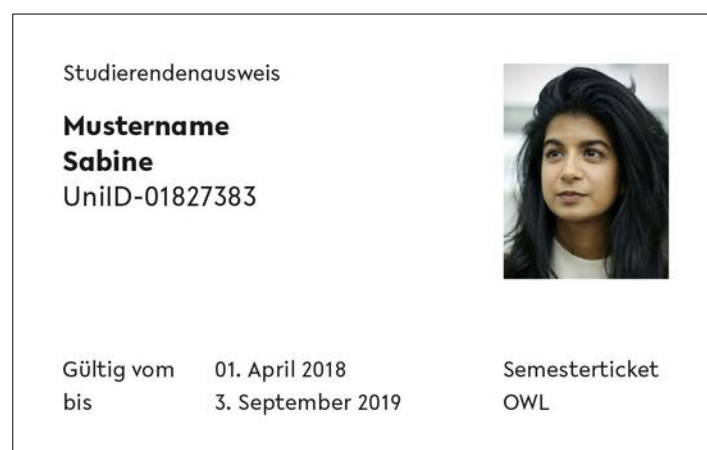 Studierendenausweis
Mustername
Sabine
UniID-01827383
Gültig vom 01. April 2018
bis 3. September 2019
Semesterticket
OWL